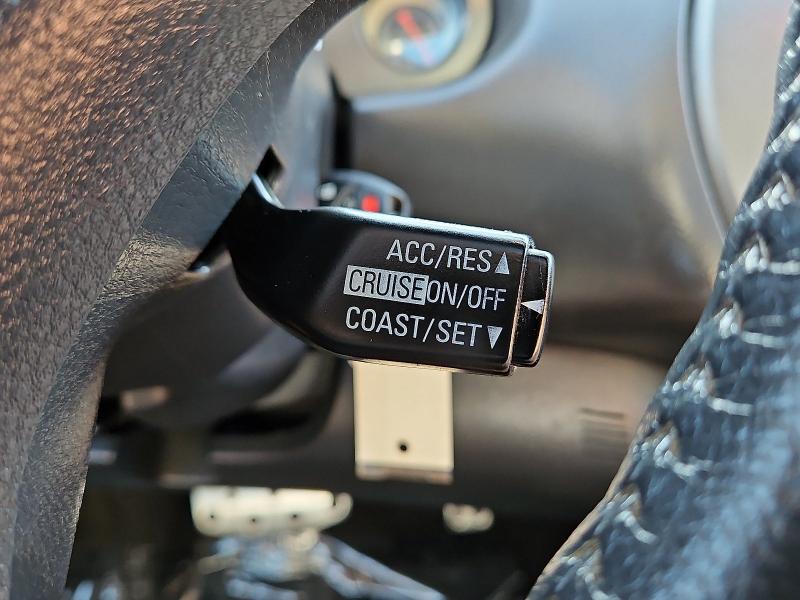 ACC/RES▲
CRUISE ON/OFF ◀
COAST/SET▼